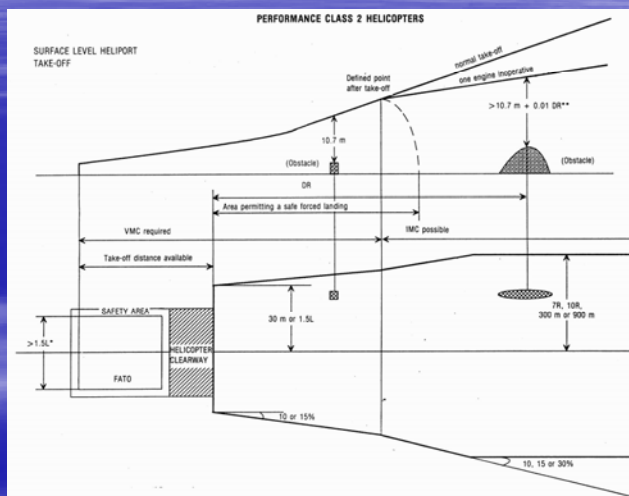 PERFORMANCE CLASS 2 HELICOPTERS
SURFACE LEVEL HELIPORT
TAKE-OFF
normal take-off
one engine inoperative
Defined point
after take-off
>10.7 m + 0.01 DR**
10.7 m
(Obstacle)
(Obstacle)
DR
Area permitting a safe forced landing
VMC required
IMC possible
Take-off distance available
SAFETY AREA
30 m or 1.5L
7R, 10R,
300 m or 900 m
>1.5L*
HELICOPTER
CLEARWAY
FATO
10 or 15%
10, 15 or 30%